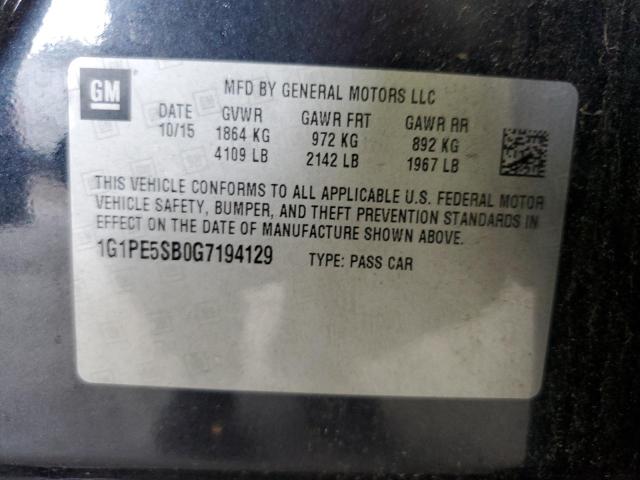 GM
MFD BY GENERAL MOTORS LLC
DATE GVWR GAWR FRT GAWR RR
10/15 1864 KG 972 KG 892 KG
4109 LB 2142 LB 1967 LB
THIS VEHICLE CONFORMS TO ALL APPLICABLE U.S. FEDERAL MOTOR
VEHICLE SAFETY, BUMPER, AND THEFT PREVENTION STANDARDS IN
EFFECT ON THE DATE OF MANUFACTURE SHOWN ABOVE.
1G1PE5SB0G7194129 TYPE: PASS CAR